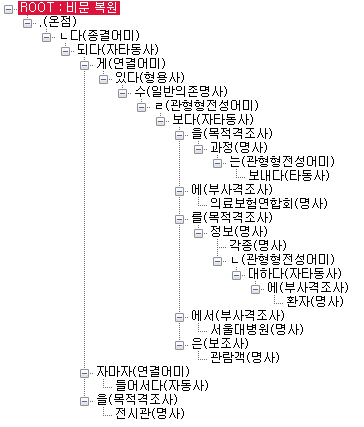 ROOT : 비문 복원
.(온점)
ㄴ다(종결어미)
되다(자타동사)
게(연결어미)
있다(형용사)
수(일반의존명사)
ㄹ(관형형전성어미)
보다(자타동사)
을(목적격조사)
과정(명사)
는(관형형전성어미)
보내다(타동사)
에(부사격조사)
의료보험연합회(명사)
를(목적격조사)
정보(명사)
각종(명사)
ㄴ(관형형전성어미)
대하다(자타동사)
에(부사격조사)
환자(명사)
에서(부사격조사)
서울대병원(명사)
은(보조사)
관람객(명사)
자마자(연결어미)
들어서다(자동사)
을(목적격조사)
전시관(명사)